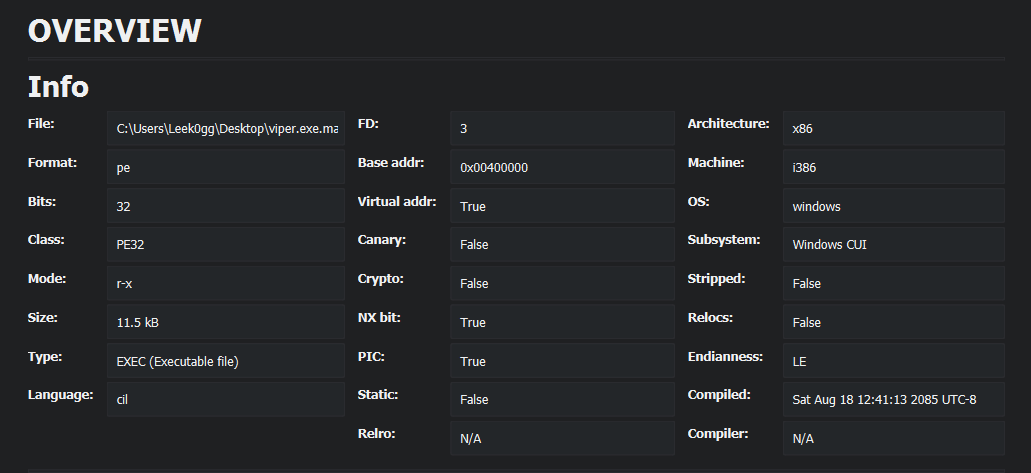 OVERVIEW
Info
File: C:\Users\Leek0gg\Desktop\viper.exe.ma FD: 3 Architecture: x86
Format: pe Base addr: 0x00400000 Machine: i386
Bits: 32 Virtual addr: True OS: windows
Class: PE32 Canary: False Subsystem: Windows CUI
Mode: r-x Crypto: False Stripped: False
Size: 11.5 kB NX bit: True Relocs: False
Type: EXEC (Executable file) PIC: True Endianness: LE
Language: cil Static: False Compiled: Sat Aug 18 12:41:13 2085 UTC-8
Relro: N/A Compiler: N/A